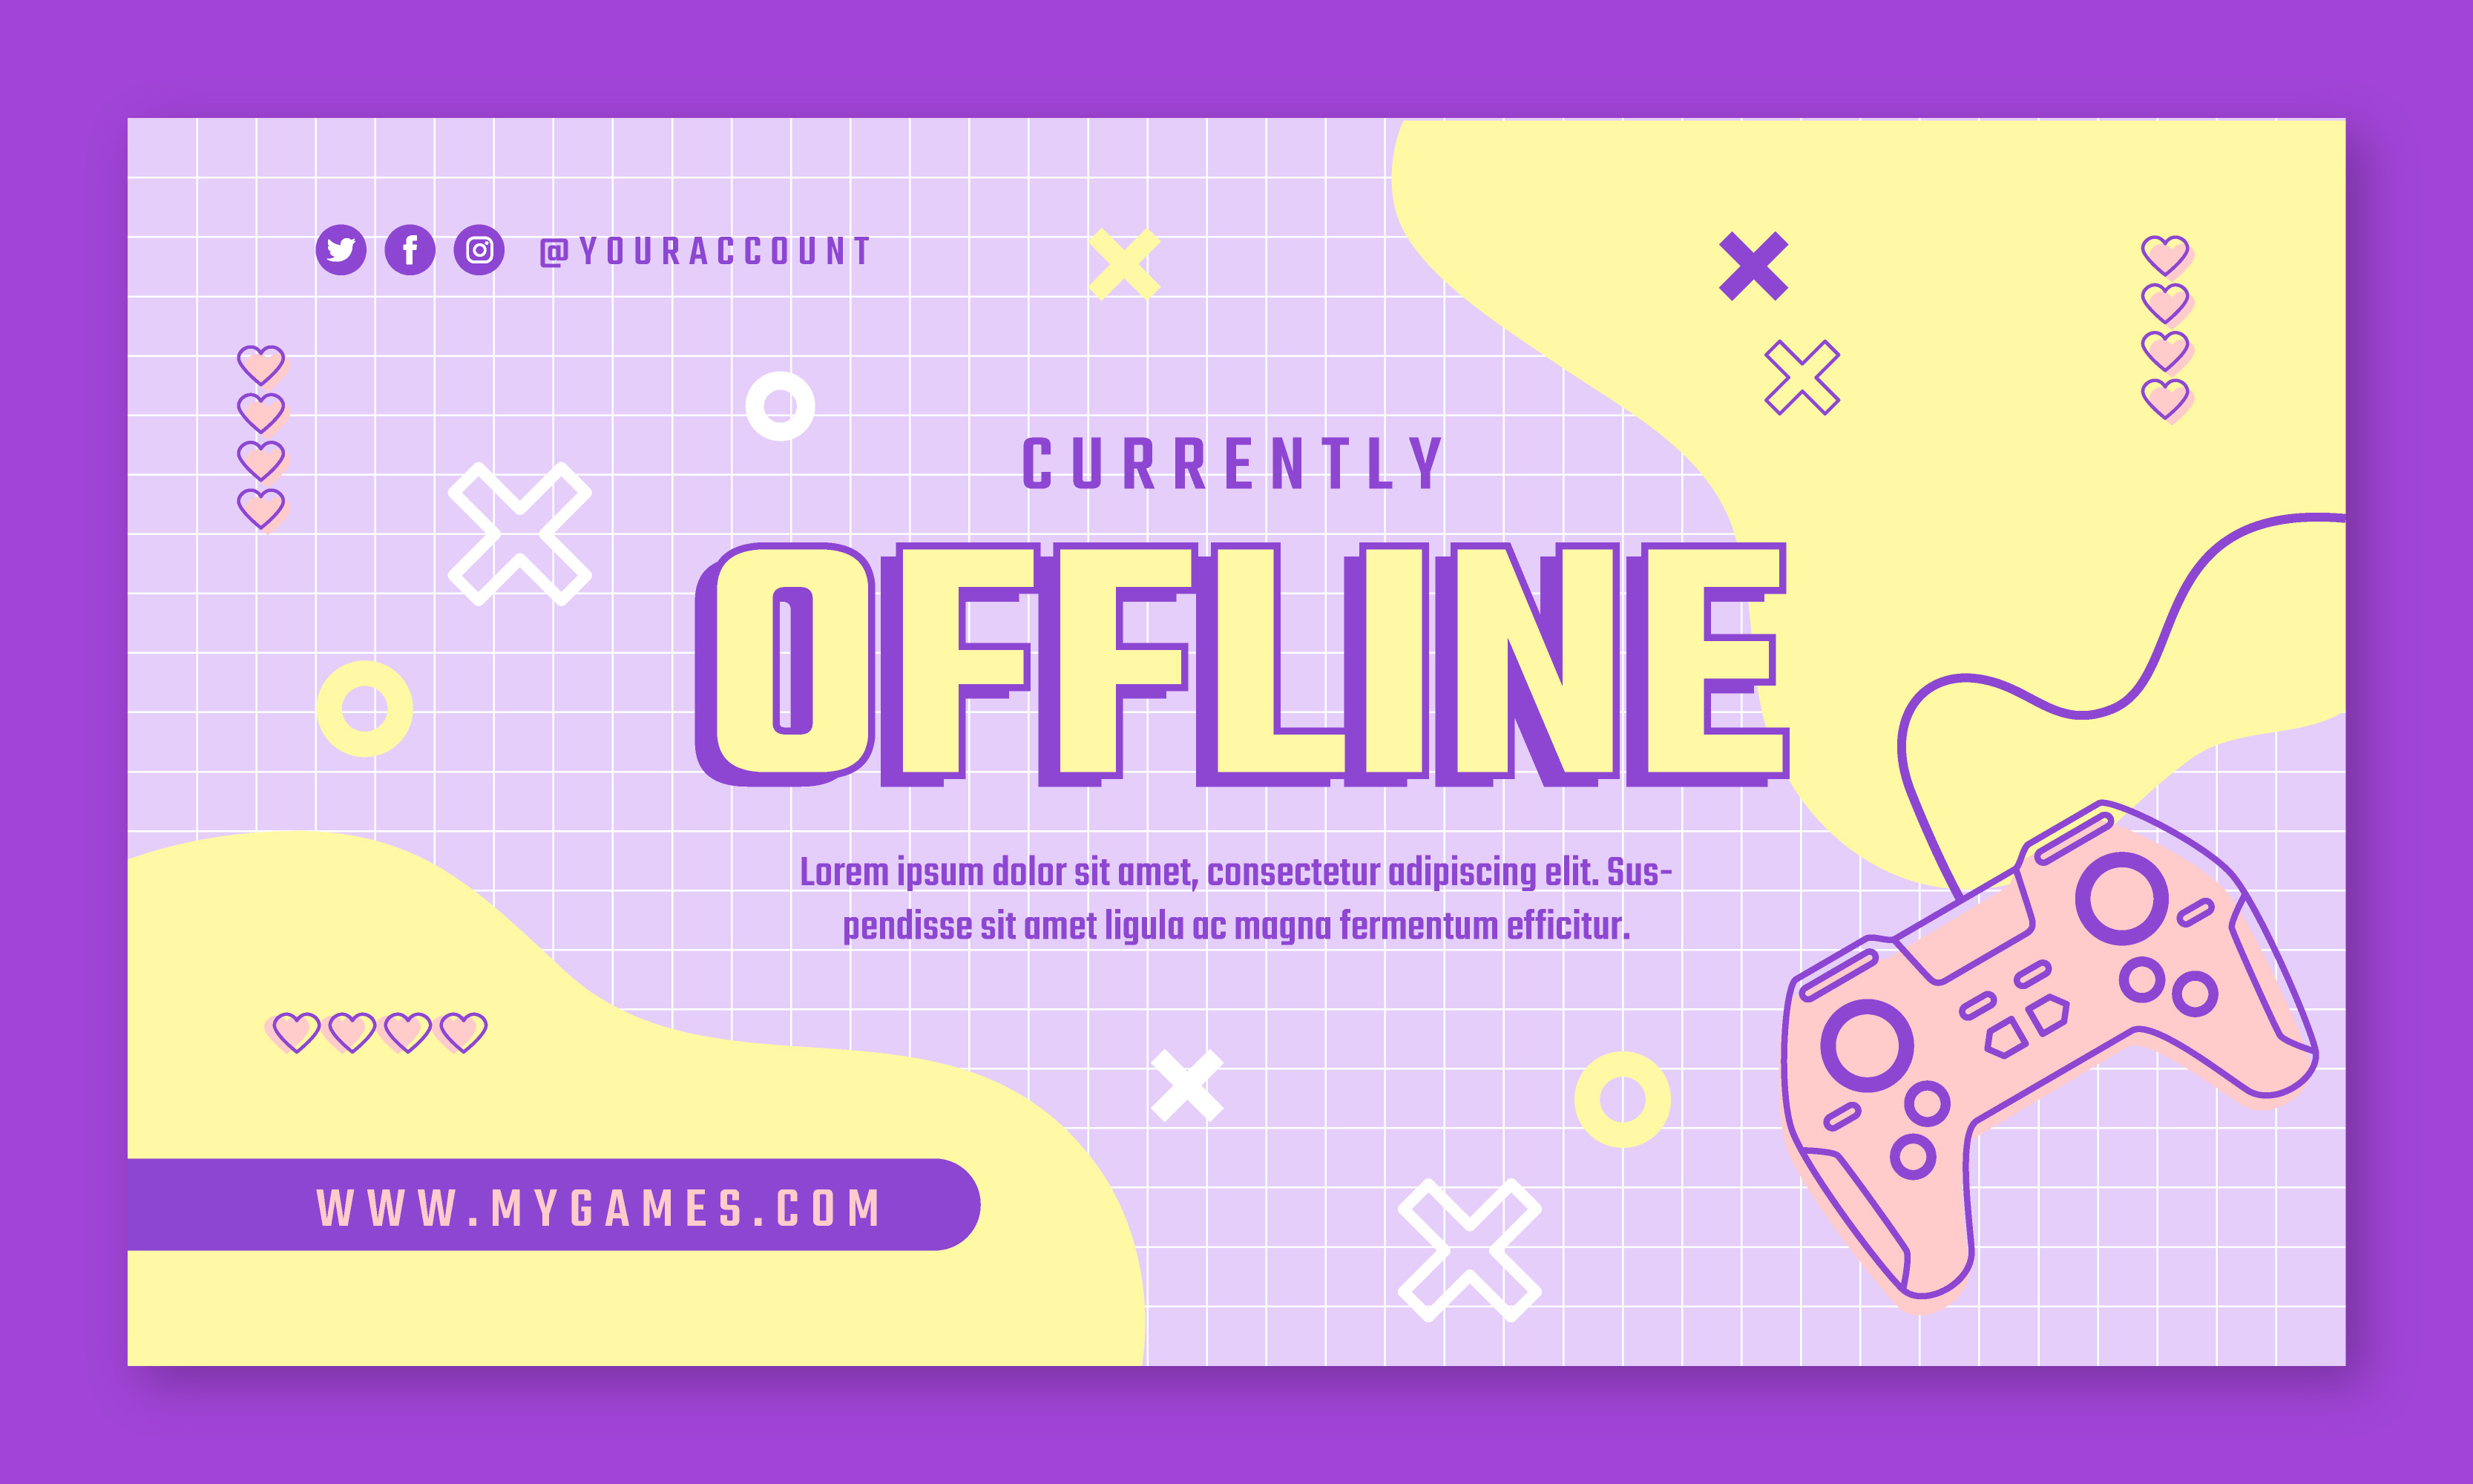 @YOURACCOUNT
CURRENTLY
OFFLINE
Lorem ipsum dolor sit amet, consectetur adipiscing elit. Sus-
pendisse sit amet ligula ac magna fermentum efficitur.
WWW.MYGAMES.COM